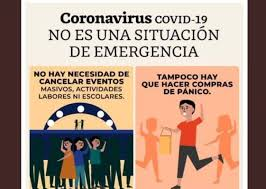 Coronavirus COVID-19
NO ES UNA SITUACIÓN
DE EMERGENCIA
NO HAY NECESIDAD DE
CANCELAR EVENTOS
MASIVOS, ACTIVIDADES
LABORES NI ESCOLARES.
TAMPOCO HAY
QUE HACER COMPRAS
DE PÁNICO.